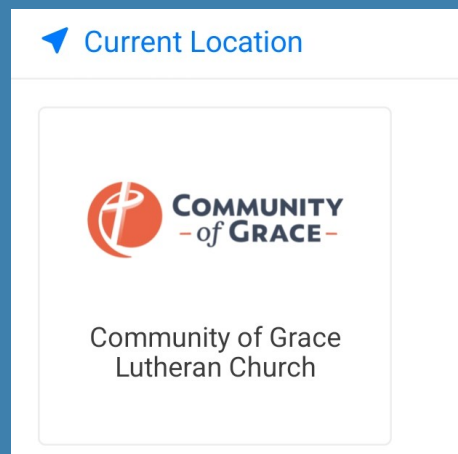 Current Location
COMMUNITY
– of GRACE –
Community of Grace
Lutheran Church